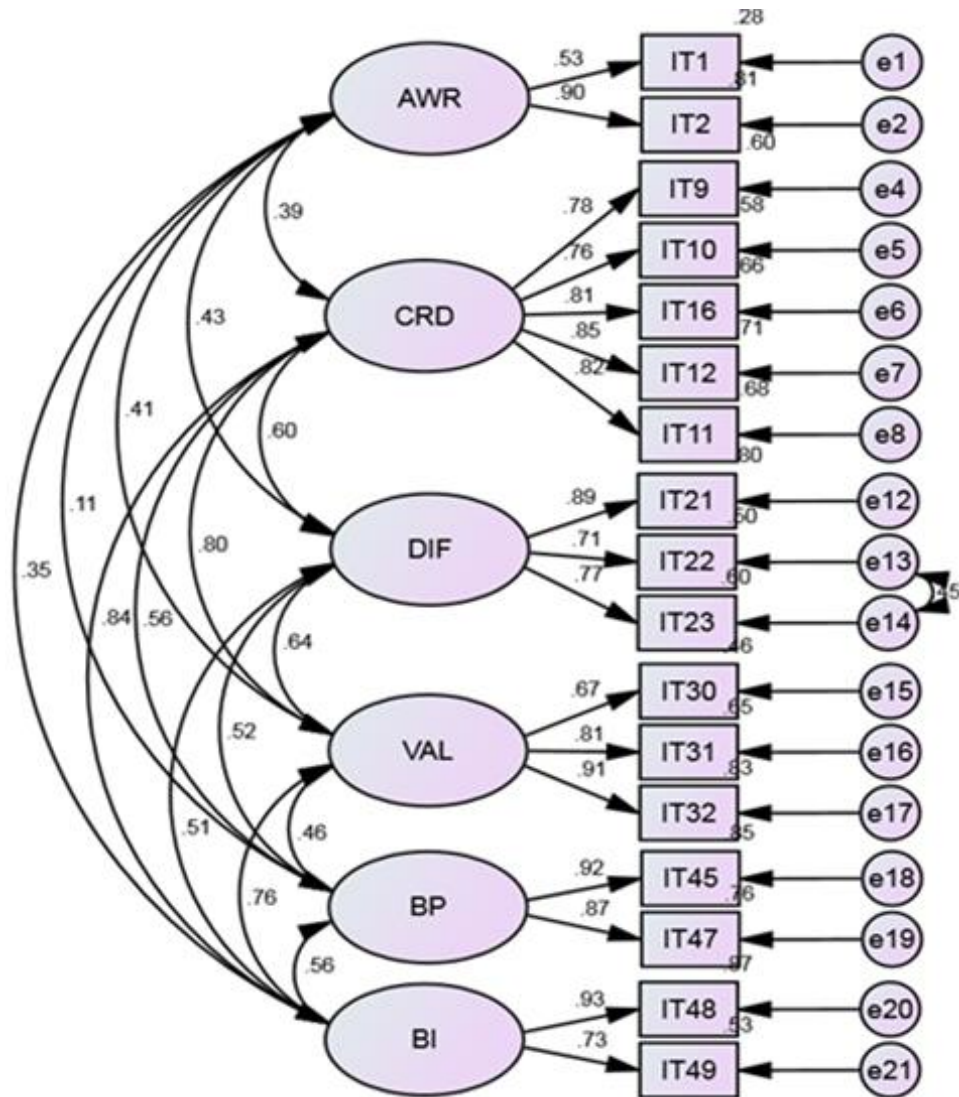 .28
.53
IT1
e1
AWR
.81
.90
IT2
e2
.60
IT9
e4
.78
.58
.39
.76
IT10
e5
.66
.81
IT16
e6
CRD
.71
.43
.85
IT12
e7
.82
.68
.41
IT11
e8
.60
.80
.89
IT21
e12
.50
.11
.71
.80
DIF
IT22
e13
.35
.77
.60
.84
.56
IT23
e14
.64
.46
.67
IT30
e15
.65
.52
VAL
.81
IT31
e16
.83
.91
IT32
e17
.51
.46
.85
.92
IT45
e18
.76
.76
BP
.87
IT47
e19
.87
.56
.93
IT48
e20
.53
BI
.73
IT49
e21